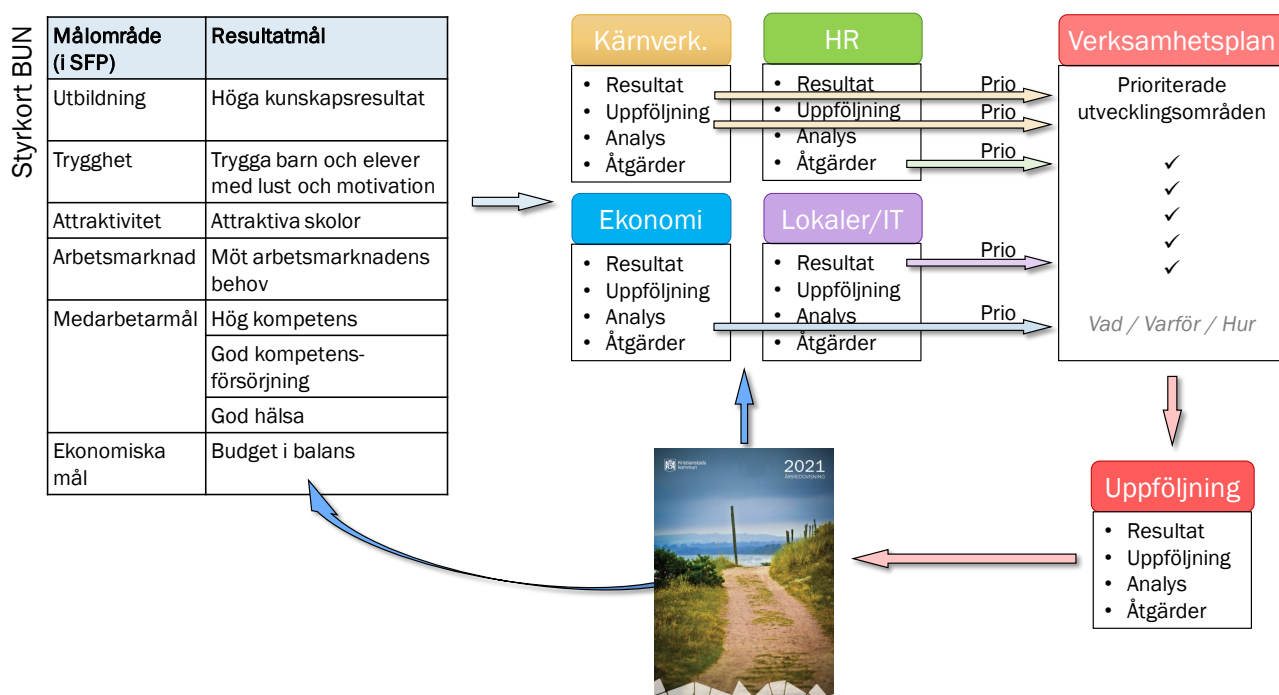 Styrkort BUN
Målområde
(i SFP)
Resultatmål
Utbildning
Höga kunskapsresultat
Trygghet
Trygga barn och elever
med lust och motivation
Attraktivitet
Attraktiva skolor
Arbetsmarknad
Möt arbetsmarknadens
behov
Medarbetarmål
Hög kompetens
God kompetens-
försörjning
God hälsa
Ekonomiska
mål
Budget i balans
Kärnverk.
• Resultat
• Uppföljning
• Analys
• Åtgärder
HR
• Resultat
• Uppföljning
• Analys
• Åtgärder
Ekonomi
• Resultat
• Uppföljning
• Analys
• Åtgärder
Lokaler/IT
• Resultat
• Uppföljning
• Analys
• Åtgärder
Prio
Prio
Prio
Prio
Prio
Verksamhetsplan
Prioriterade
utvecklingsområden
✓
✓
✓
✓
✓
Vad / Varför / Hur
Uppföljning
• Resultat
• Uppföljning
• Analys
• Åtgärder
Kristianstads
kommun
2021
ÅRSREDOVISNING